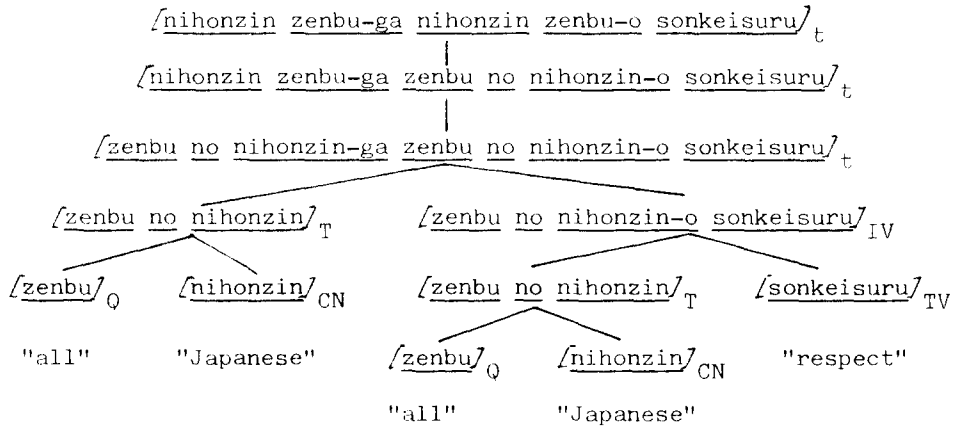 [nihonzin zenbu-ga nihonzin zenbu-o sonkeisuru]t
[nihonzin zenbu-ga zenbu no nihonzin-o sonkeisuru]t
[zenbu no nihonzin-ga zenbu no nihonzin-o sonkeisuru]t
[zenbu no nihonzin]T [zenbu no nihonzin-o sonkeisuru]IV
[zenbu]Q [nihonzin]CN [zenbu no nihonzin]T [sonkeisuru]TV
"all" "Japanese" [zenbu]Q [nihonzin]CN "respect"
"all" "Japanese"